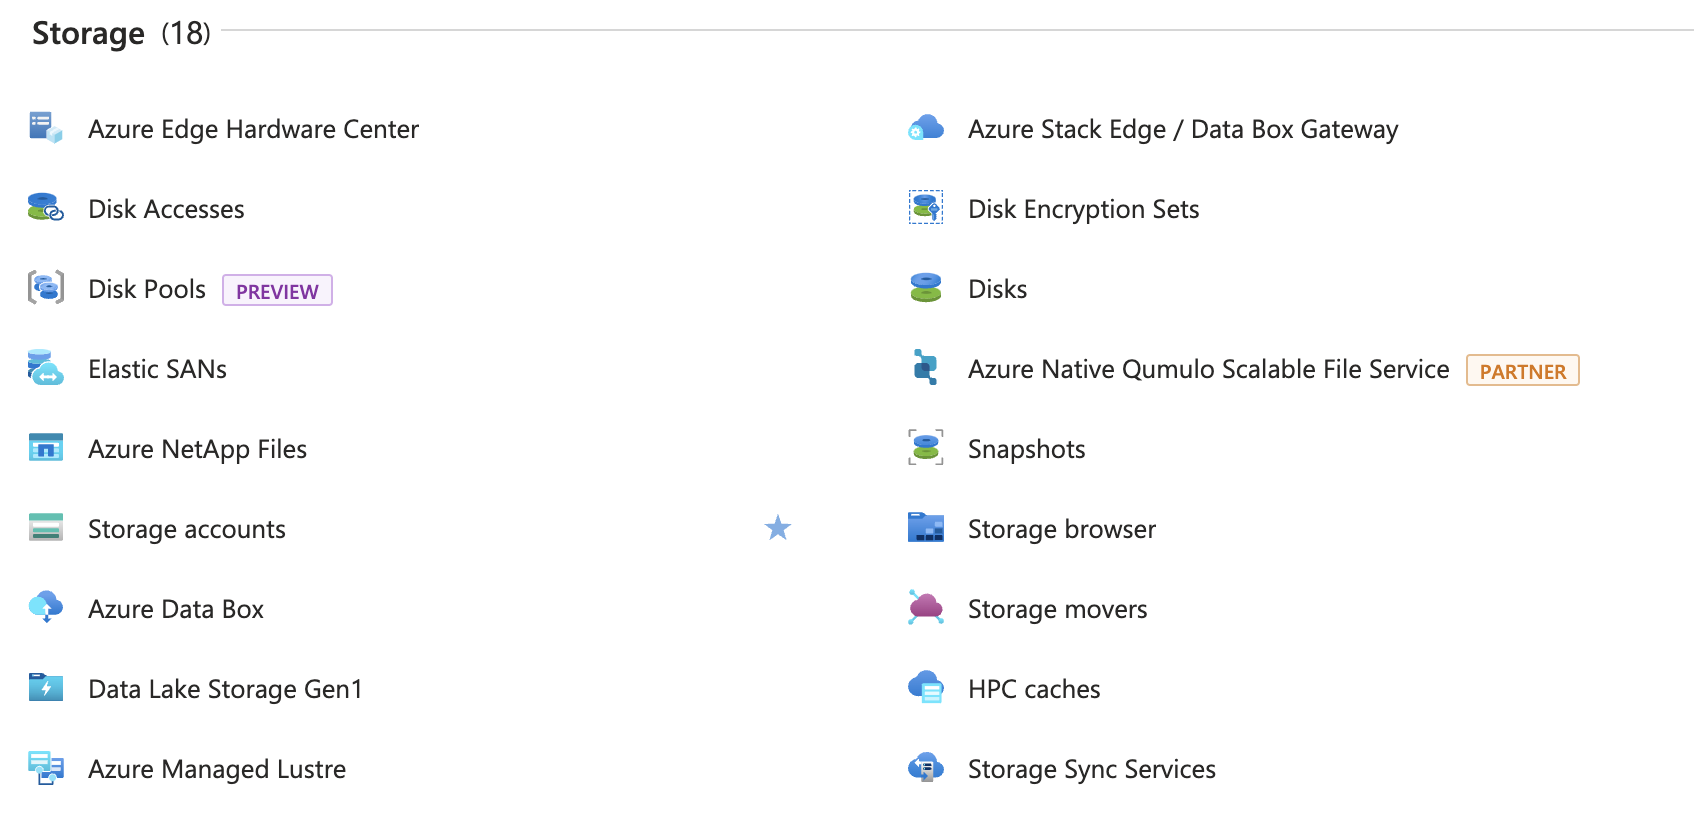 Storage (18)
Azure Edge Hardware Center
Azure Stack Edge / Data Box Gateway
Disk Accesses
Disk Encryption Sets
Disk Pools PREVIEW
Disks
Elastic SANs
Azure Native Qumulo Scalable File Service PARTNER
Azure NetApp Files
Snapshots
Storage accounts
Storage browser
Azure Data Box
Storage movers
Data Lake Storage Gen1
HPC caches
Azure Managed Lustre
Storage Sync Services